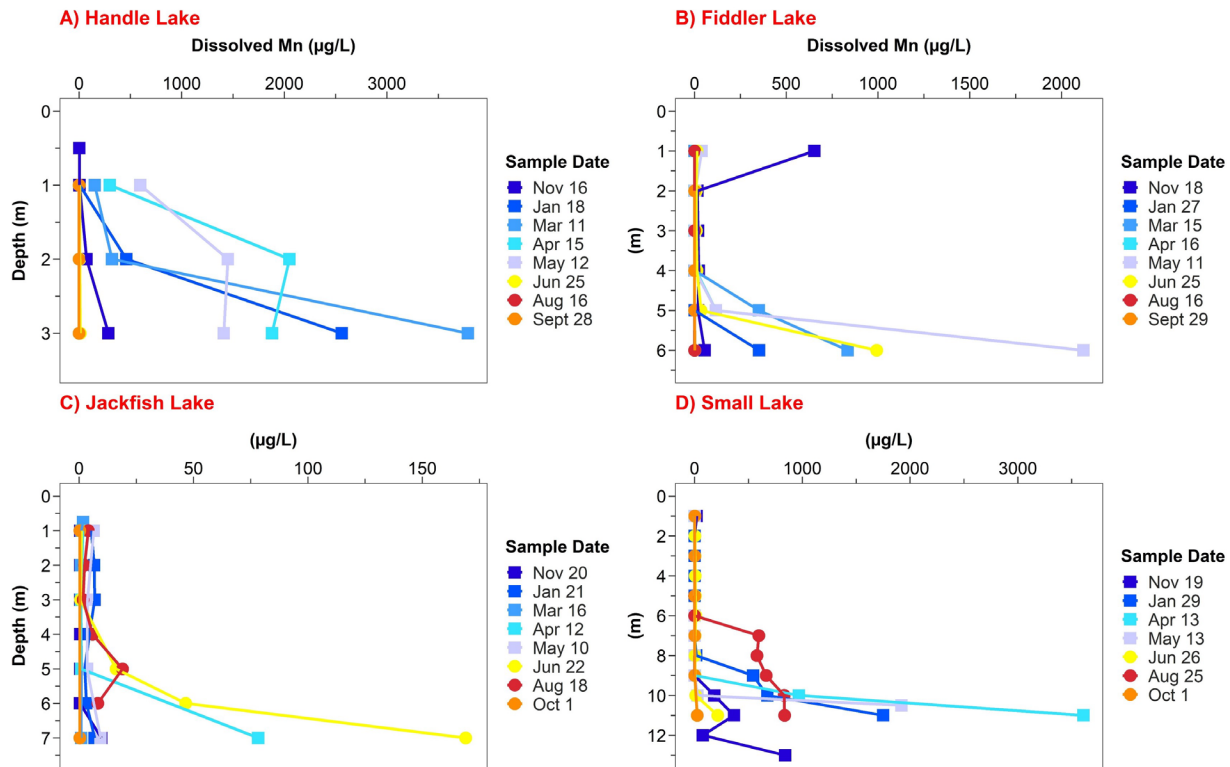 A) Handle Lake
Dissolved Mn (µg/L)
0 1000 2000 3000
Depth (m)
0
1
2
3
Sample Date
Nov 16
Jan 18
Mar 11
Apr 15
May 12
Jun 25
Aug 16
Sept 28
B) Fiddler Lake
Dissolved Mn (µg/L)
0 500 1000 1500 2000
(m)
0
1
2
3
4
5
6
Sample Date
Nov 18
Jan 27
Mar 15
Apr 16
May 11
Jun 25
Aug 16
Sept 29
C) Jackfish Lake
(µg/L)
0 50 100 150
Depth (m)
0
1
2
3
4
5
6
7
Sample Date
Nov 20
Jan 21
Mar 16
Apr 12
May 10
Jun 22
Aug 18
Oct 1
D) Small Lake
(µg/L)
0 1000 2000 3000
(m)
0
2
4
6
8
10
12
Sample Date
Nov 19
Jan 29
Apr 13
May 13
Jun 26
Aug 25
Oct 1